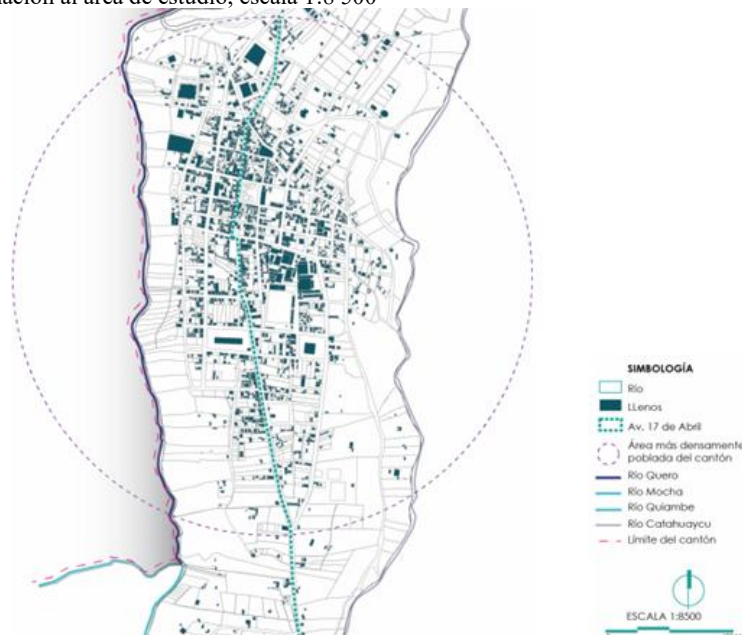 al área de estudio, escala 1:8 500
SIMBOLOGÍA
Río
LLenos
Av. 17 de Abril
Área más densamente
poblada del cantón
Río Quero
Río Mocha
Río Quiambe
Río Catahuaycu
Límite del cantón
ESCALA 1:8500